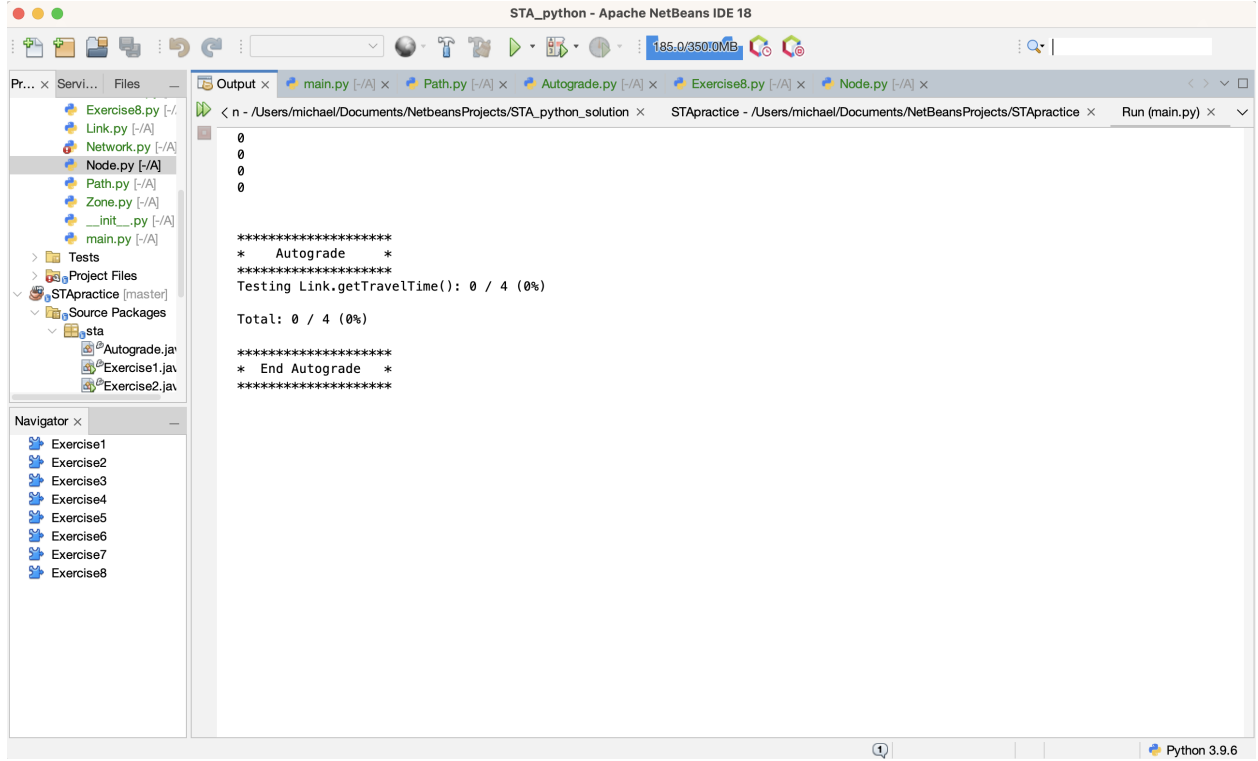 STA_python - Apache NetBeans IDE 18
185.0/350.0MB
Pr... × Servi... Files
Output × main.py [-/A] × Path.py [-/A] × Autograde.py [-/A] × Exercise8.py [-/A] × Node.py [-/A] ×
n - /Users/michael/Documents/NetbeansProjects/STA_python_solution × STApractice - /Users/michael/Documents/NetBeansProjects/STApractice × Run (main.py) ×
Exercise8.py [-/
Link.py [-/A]
Network.py [-/A]
Node.py [-/A]
Path.py [-/A]
Zone.py [-/A]
__init__.py [-/A]
main.py [-/A]
Tests
Project Files
STApractice [master]
Source Packages
sta
Autograde.jav
Exercise1.jav
Exercise2.jav
Navigator ×
Exercise1
Exercise2
Exercise3
Exercise4
Exercise5
Exercise6
Exercise7
Exercise8
0
0
0
0
********************
*    Autograde     *
********************
Testing Link.getTravelTime(): 0 / 4 (0%)
Total: 0 / 4 (0%)
********************
*  End Autograde   *
********************
1
Python 3.9.6